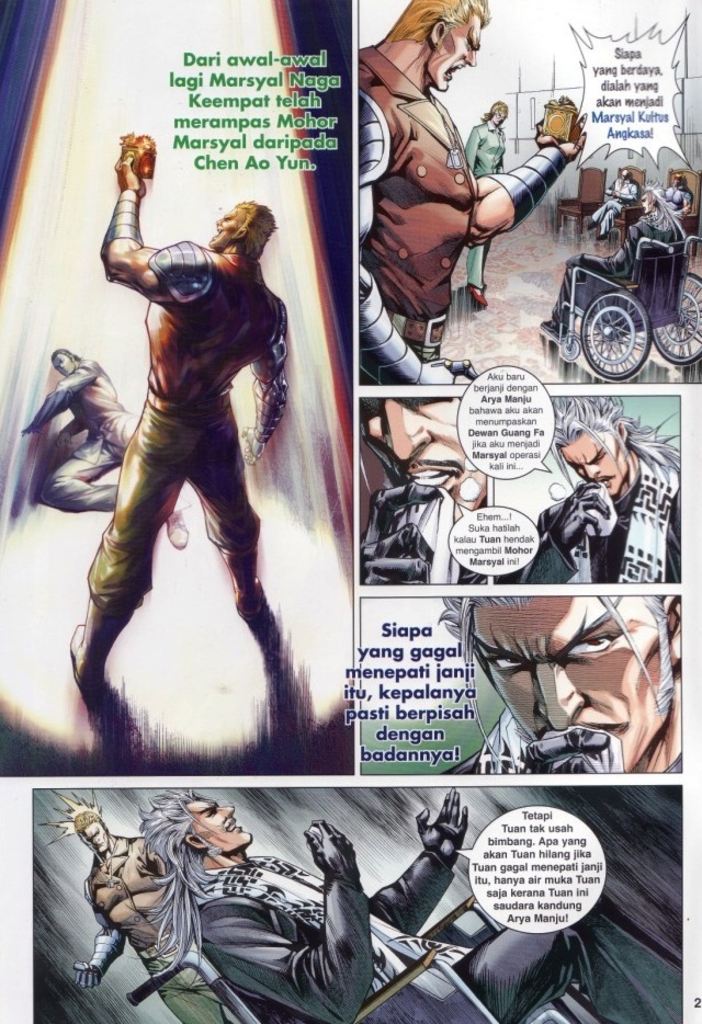 Dari awal-awal
lagi Marsyal Naga
Keempat telah
merampas Mohor
Marsyal daripada
Chen Ao Yun.
Siapa
yang berdaya,
dialah yang
akan menjadi
Marsyal Kultus
Angkasa!
Aku baru
berjanji dengan
Arya Manju
bahawa aku akan
menumpaskan
Dewan Guang Fa
jika aku menjadi
Marsyal operasi
kali ini...
Ehem...!
Suka hatilah
kalau Tuan hendak
mengambil Mohor
Marsyal ini!
Siapa
yang gagal
menepati janji
itu, kepalanya
pasti berpisah
dengan
badannya!
Tetapi
Tuan tak usah
bimbang. Apa yang
akan Tuan hilang jika
Tuan gagal menepati janji
itu, hanya air muka Tuan
saja kerana Tuan ini
saudara kandung
Arya Manju!
2